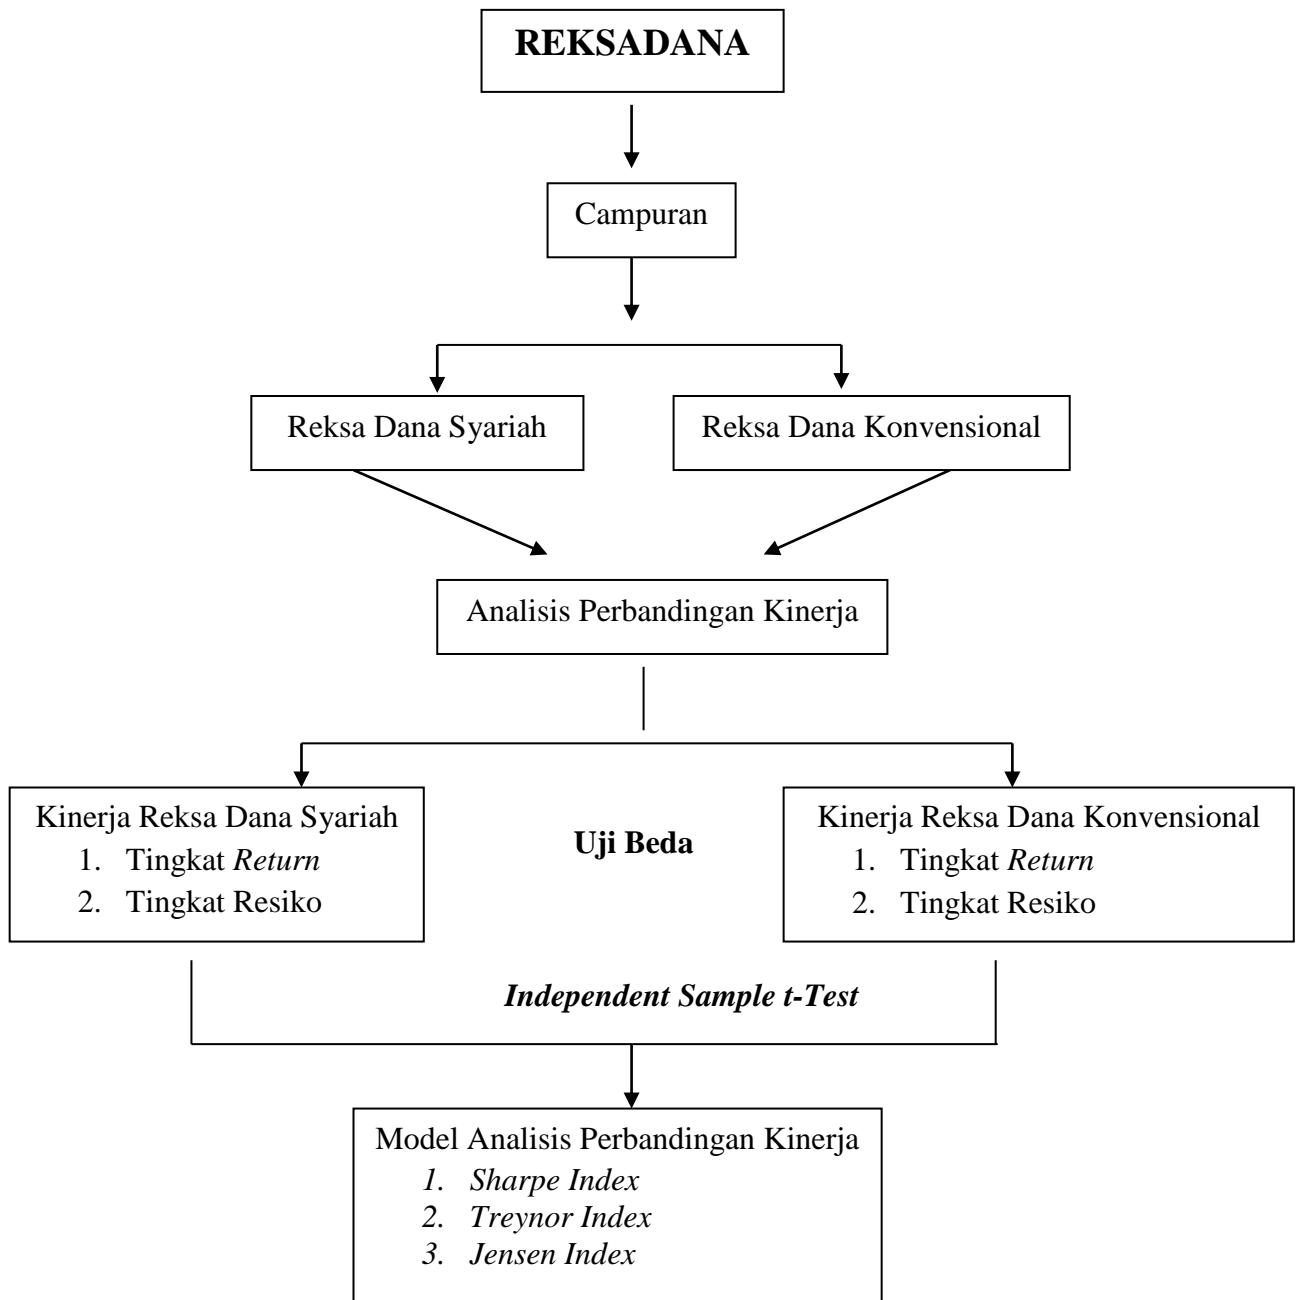 REKSADANA
Campuran
Reksa Dana Syariah
Reksa Dana Konvensional
Analisis Perbandingan Kinerja
Kinerja Reksa Dana Syariah
1. Tingkat Return
2. Tingkat Resiko
Uji Beda
Kinerja Reksa Dana Konvensional
1. Tingkat Return
2. Tingkat Resiko
Independent Sample t-Test
Model Analisis Perbandingan Kinerja
1. Sharpe Index
2. Treynor Index
3. Jensen Index